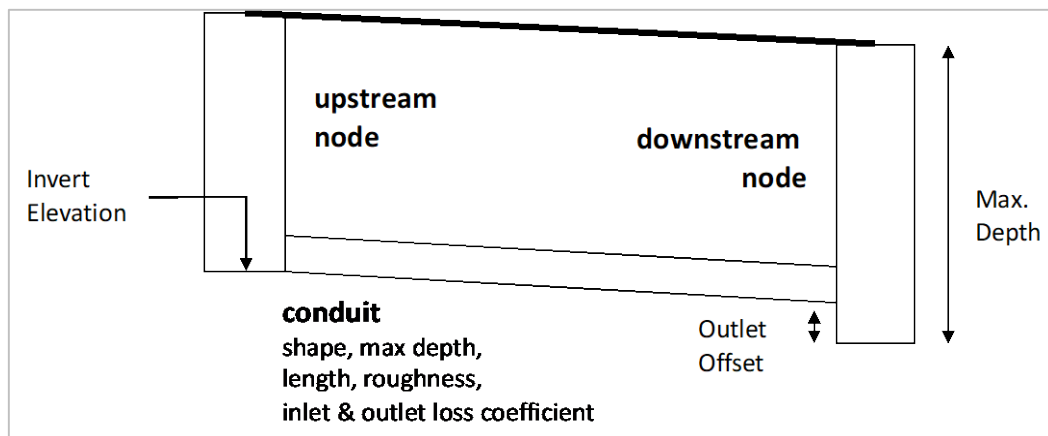 upstream
node
downstream
node
Invert
Elevation
Max.
Depth
conduit
shape, max depth,
length, roughness,
inlet & outlet loss coefficient
Outlet
Offset